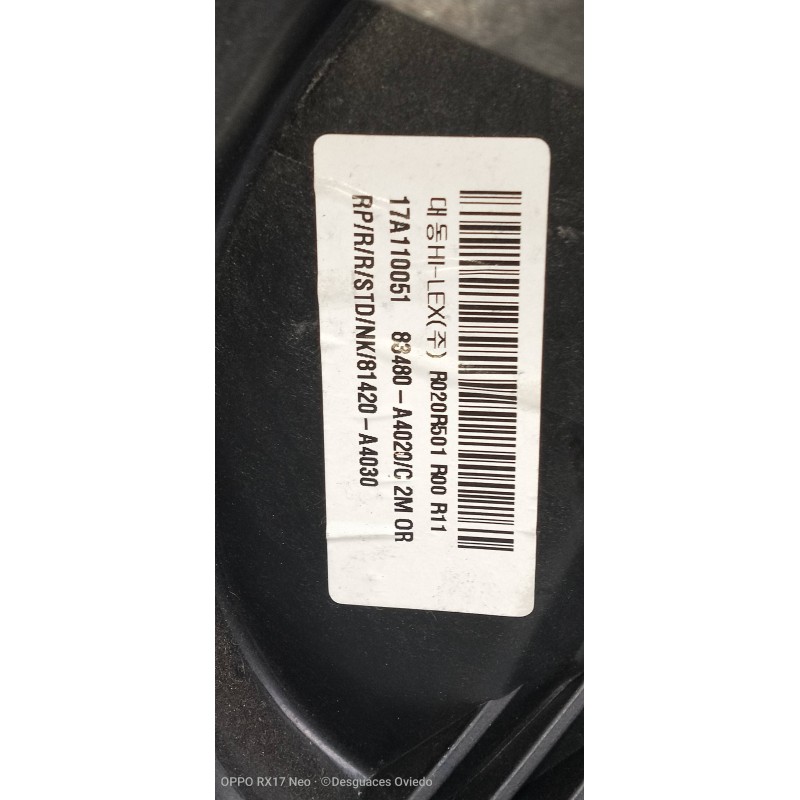 대동HI-LEX(주) R020R501 R00 R11
17A110051 83480-A4020/C 2M OR
RP/R/R/STD/NK/81420-A4030
OPPO RX17 Neo · ©Desguaces Oviedo